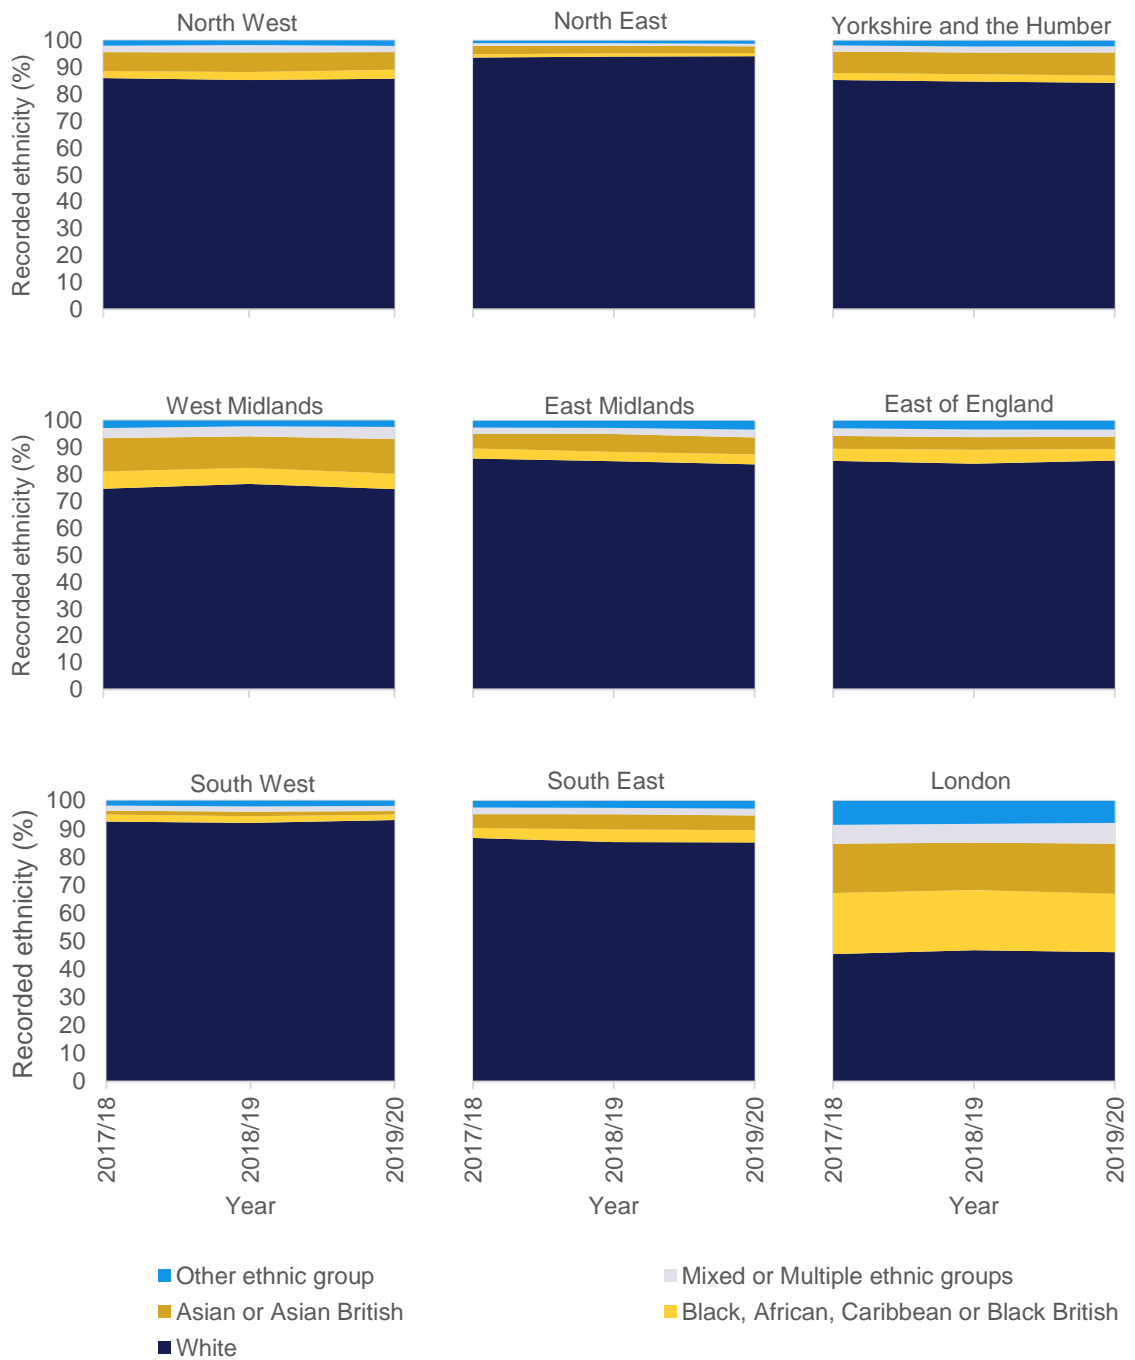 North West
North East
Yorkshire and the Humber
Recorded ethnicity (%)
100
90
80
70
60
50
40
30
20
10
0
West Midlands
East Midlands
East of England
Recorded ethnicity (%)
100
90
80
70
60
50
40
30
20
10
0
South West
South East
London
Recorded ethnicity (%)
100
90
80
70
60
50
40
30
20
10
0
2017/18
2018/19
2019/20
2017/18
2018/19
2019/20
2017/18
2018/19
2019/20
Year
Year
Year
Other ethnic group
Mixed or Multiple ethnic groups
Asian or Asian British
Black, African, Caribbean or Black British
White